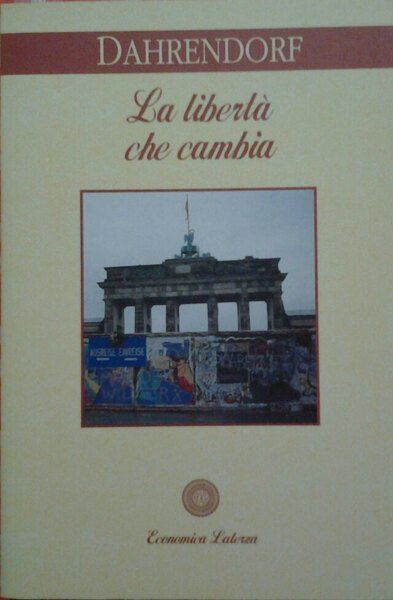 DAHRENDORF
La libertà
che cambia
AUSREISE EINREISE
Economica Laterza